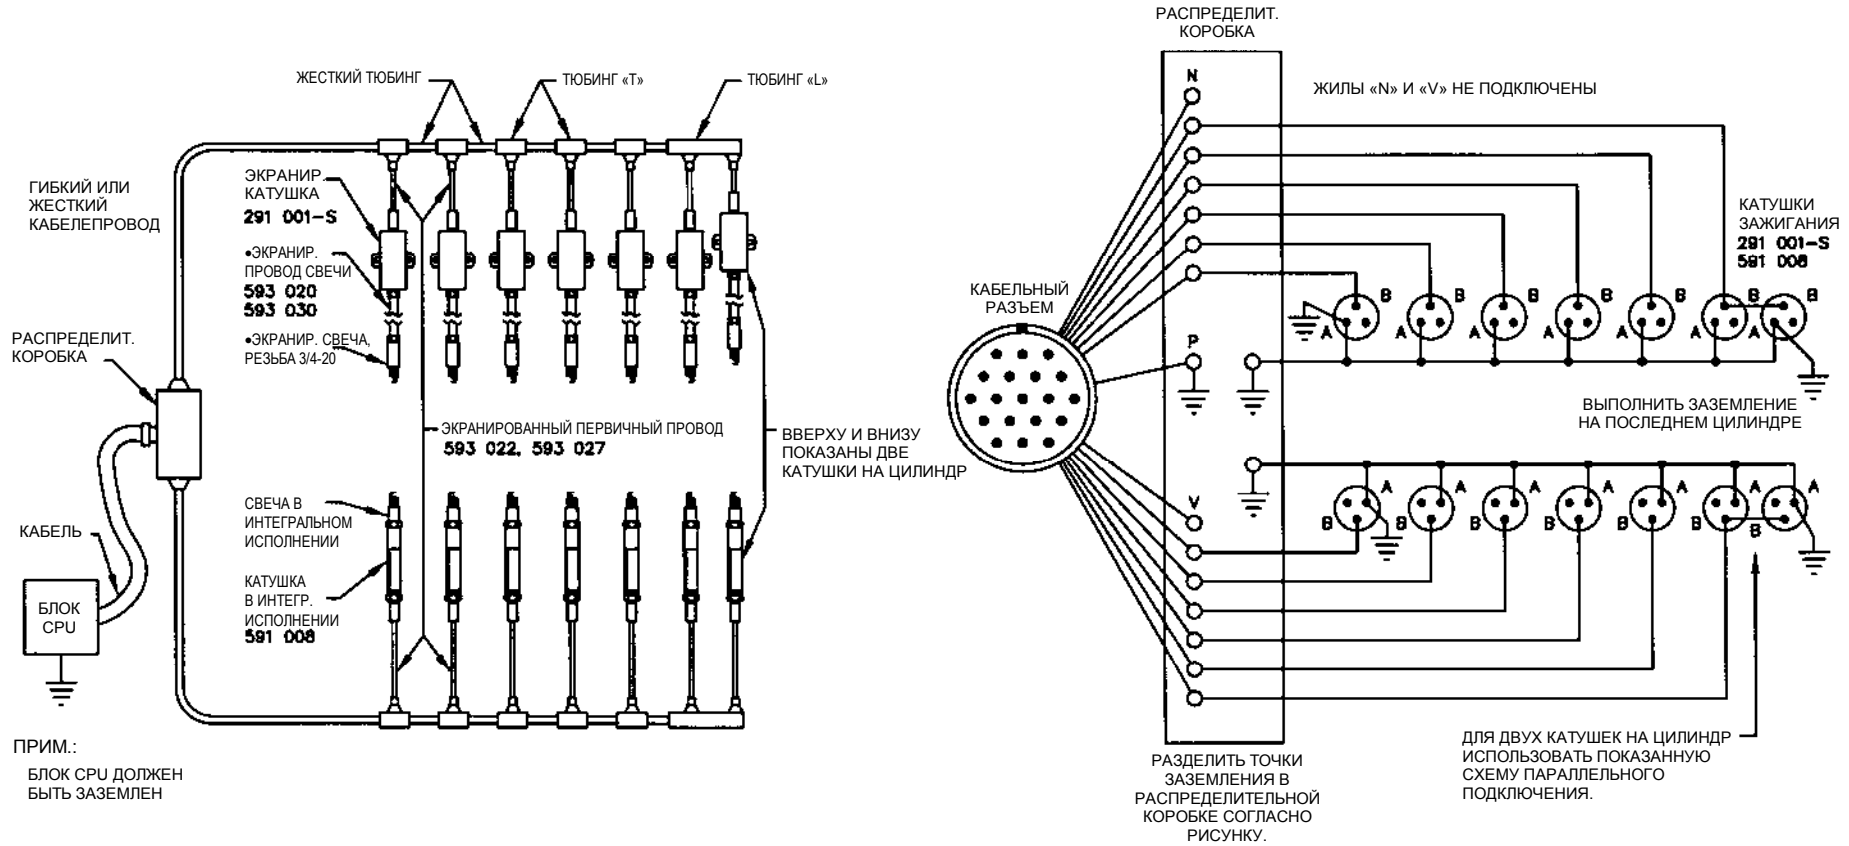 ЖЕСТКИЙ ТЮБИНГ
ТЮБИНГ «T»
ТЮБИНГ «L»
ГИБКИЙ ИЛИ
ЖЕСТКИЙ
КАБЕЛЕПРОВОД
ЭКРАНИР.
КАТУШКА
291 001-S
•ЭКРАНИР.
ПРОВОД СВЕЧИ
593 020
593 030
•ЭКРАНИР. СВЕЧА,
РЕЗЬБА 3/4-20
РАСПРЕДЕЛИТ.
КОРОБКА
ЭКРАНИРОВАННЫЙ ПЕРВИЧНЫЙ ПРОВОД
593 022, 593 027
ВВЕРХУ И ВНИЗУ
ПОКАЗАНЫ ДВЕ
КАТУШКИ НА ЦИЛИНДР
СВЕЧА В
ИНТЕГРАЛЬНОМ
ИСПОЛНЕНИИ
КАБЕЛЬ
КАТУШКА
В ИНТЕГР.
ИСПОЛНЕНИИ
591 008
БЛОК
CPU
ПРИМ.:
БЛОК CPU ДОЛЖЕН
БЫТЬ ЗАЗЕМЛЕН
РАСПРЕДЕЛИТ.
КОРОБКА
N
ЖИЛЫ «N» И «V» НЕ ПОДКЛЮЧЕНЫ
КАТУШКИ
ЗАЖИГАНИЯ
291 001-S
591 008
КАБЕЛЬНЫЙ
РАЗЪЕМ
B B B B B B B
A A A A A A A
P
ВЫПОЛНИТЬ ЗАЗЕМЛЕНИЕ
НА ПОСЛЕДНЕМ ЦИЛИНДРЕ
V
A A A A A A A
B B B B B B B
РАЗДЕЛИТЬ ТОЧКИ
ЗАЗЕМЛЕНИЯ В
РАСПРЕДЕЛИТЕЛЬНОЙ
КОРОБКЕ СОГЛАСНО
РИСУНКУ.
ДЛЯ ДВУХ КАТУШЕК НА ЦИЛИНДР
ИСПОЛЬЗОВАТЬ ПОКАЗАННУЮ
СХЕМУ ПАРАЛЛЕЛЬНОГО
ПОДКЛЮЧЕНИЯ.